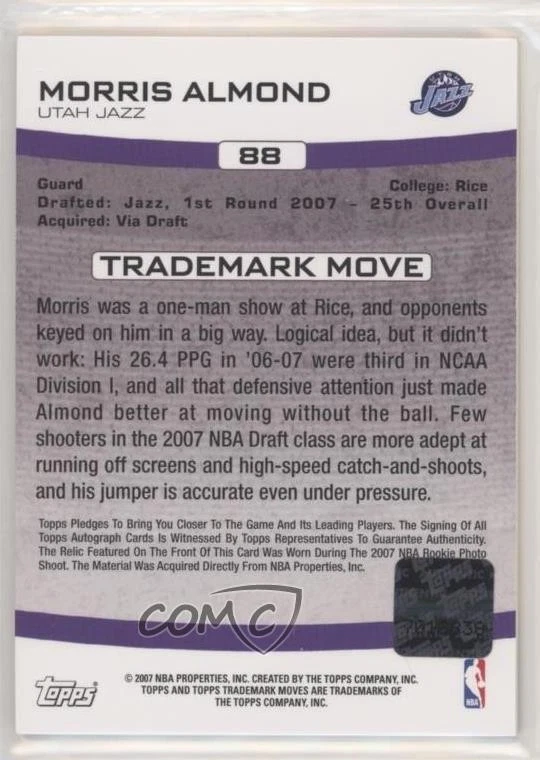 MORRIS ALMOND
UTAH JAZZ
JAZZ
88
Guard College: Rice
Drafted: Jazz, 1st Round 2007 - 25th Overall
Acquired: Via Draft
TRADEMARK MOVE
Morris was a one-man show at Rice, and opponents
keyed on him in a big way. Logical idea, but it didn't
work: His 26.4 PPG in '06-07 were third in NCAA
Division I, and all that defensive attention just made
Almond better at moving without the ball. Few
shooters in the 2007 NBA Draft class are more adept at
running off screens and high-speed catch-and-shoots,
and his jumper is accurate even under pressure.
Topps Pledges To Bring You Closer To The Game And Its Leading Players. The Signing Of All
Topps Autograph Cards Is Witnessed By Topps Representatives To Guarantee Authenticity.
The Relic Featured On The Front Of This Card Was Worn During The 2007 NBA Rookie Photo
Shoot. The Material Was Acquired Directly From NBA Properties, Inc.
TOPPS
COMC
© 2007 NBA PROPERTIES, INC. CREATED BY THE TOPPS COMPANY, INC.
TOPPS AND TOPPS TRADEMARK MOVES ARE TRADEMARKS OF
THE TOPPS COMPANY, INC.
Topps
NBA